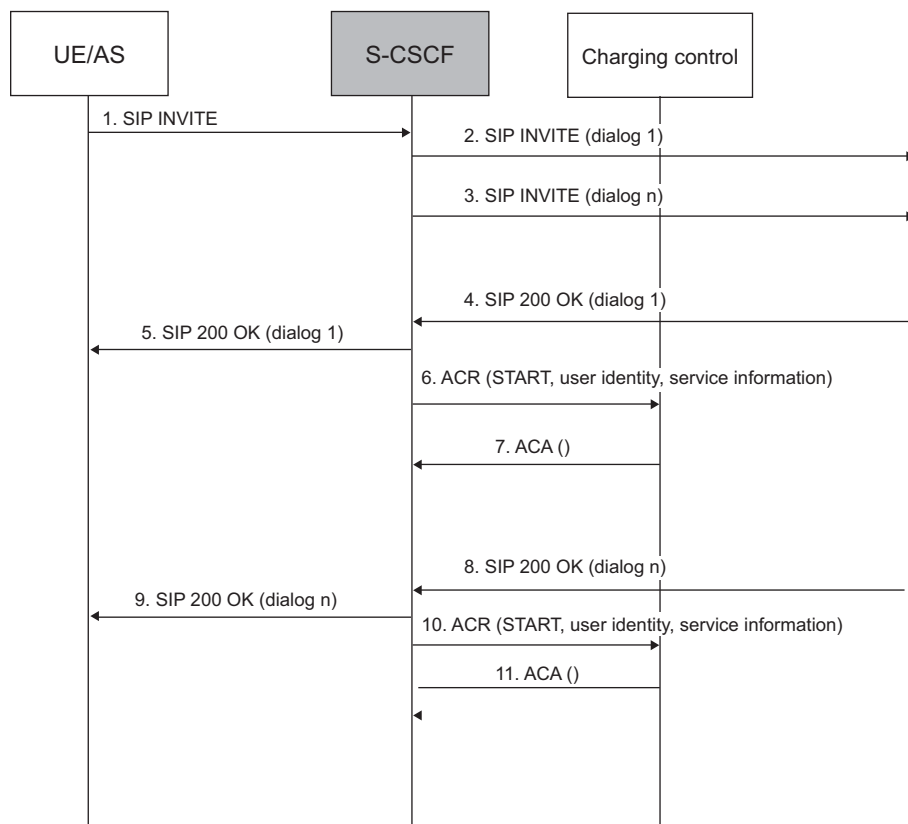 UE/AS
S-CSCF
Charging control
1. SIP INVITE
2. SIP INVITE (dialog 1)
3. SIP INVITE (dialog n)
4. SIP 200 OK (dialog 1)
5. SIP 200 OK (dialog 1)
6. ACR (START, user identity, service information)
7. ACA ()
8. SIP 200 OK (dialog n)
9. SIP 200 OK (dialog n)
10. ACR (START, user identity, service information)
11. ACA ()